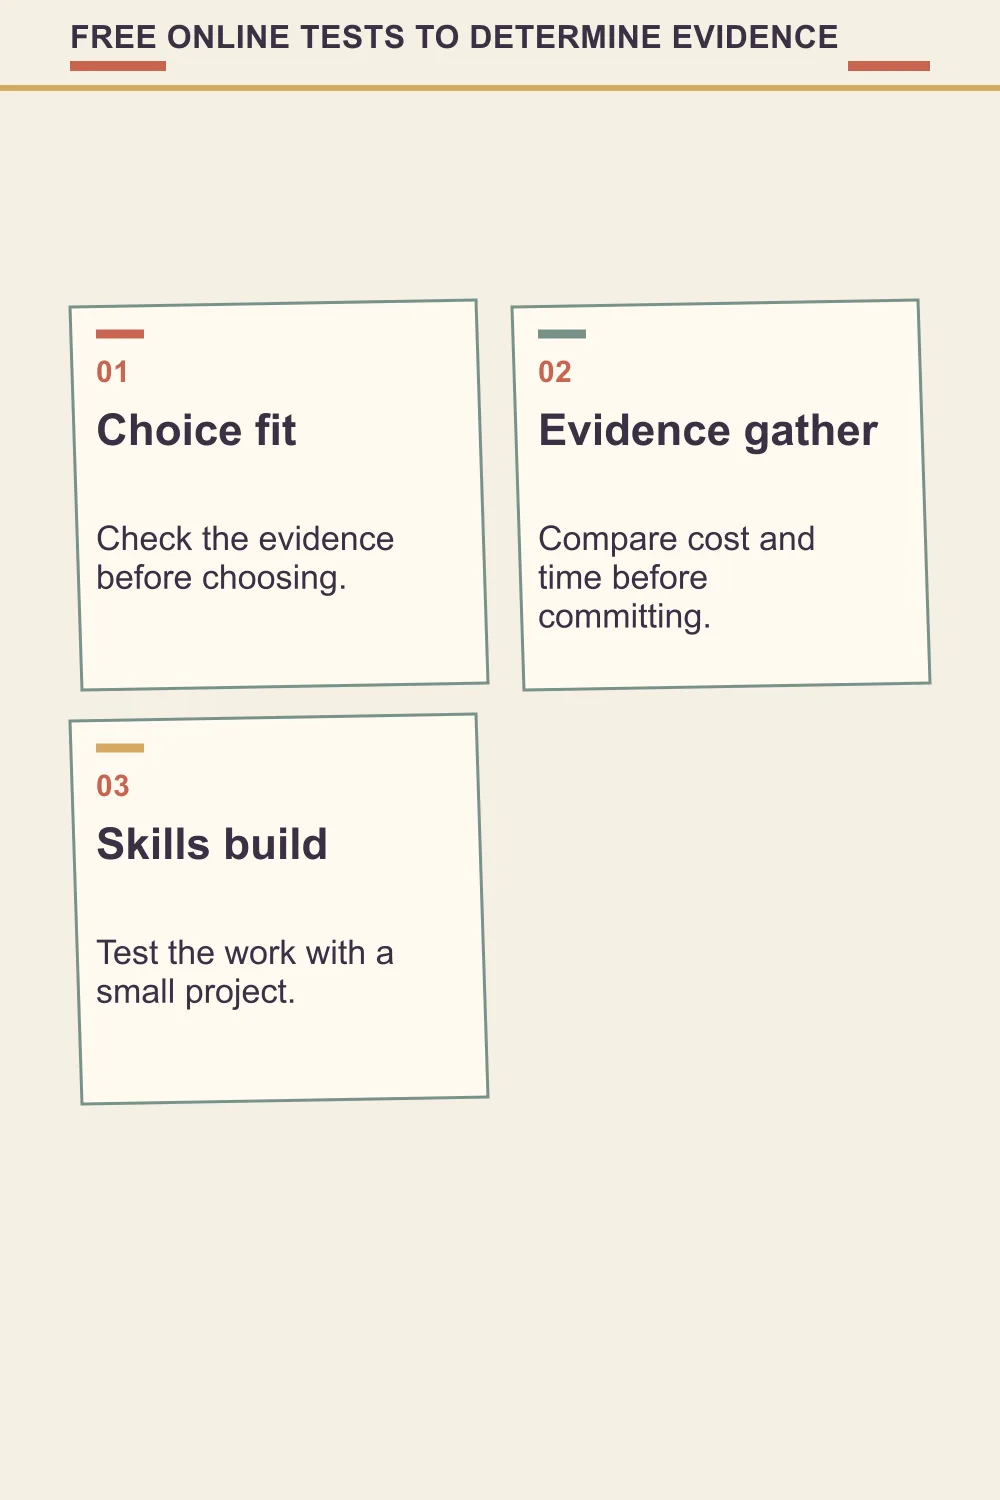 FREE ONLINE TESTS TO DETERMINE EVIDENCE
01
Choice fit
Check the evidence
before choosing.
02
Evidence gather
Compare cost and
time before
committing.
03
Skills build
Test the work with a
small project.